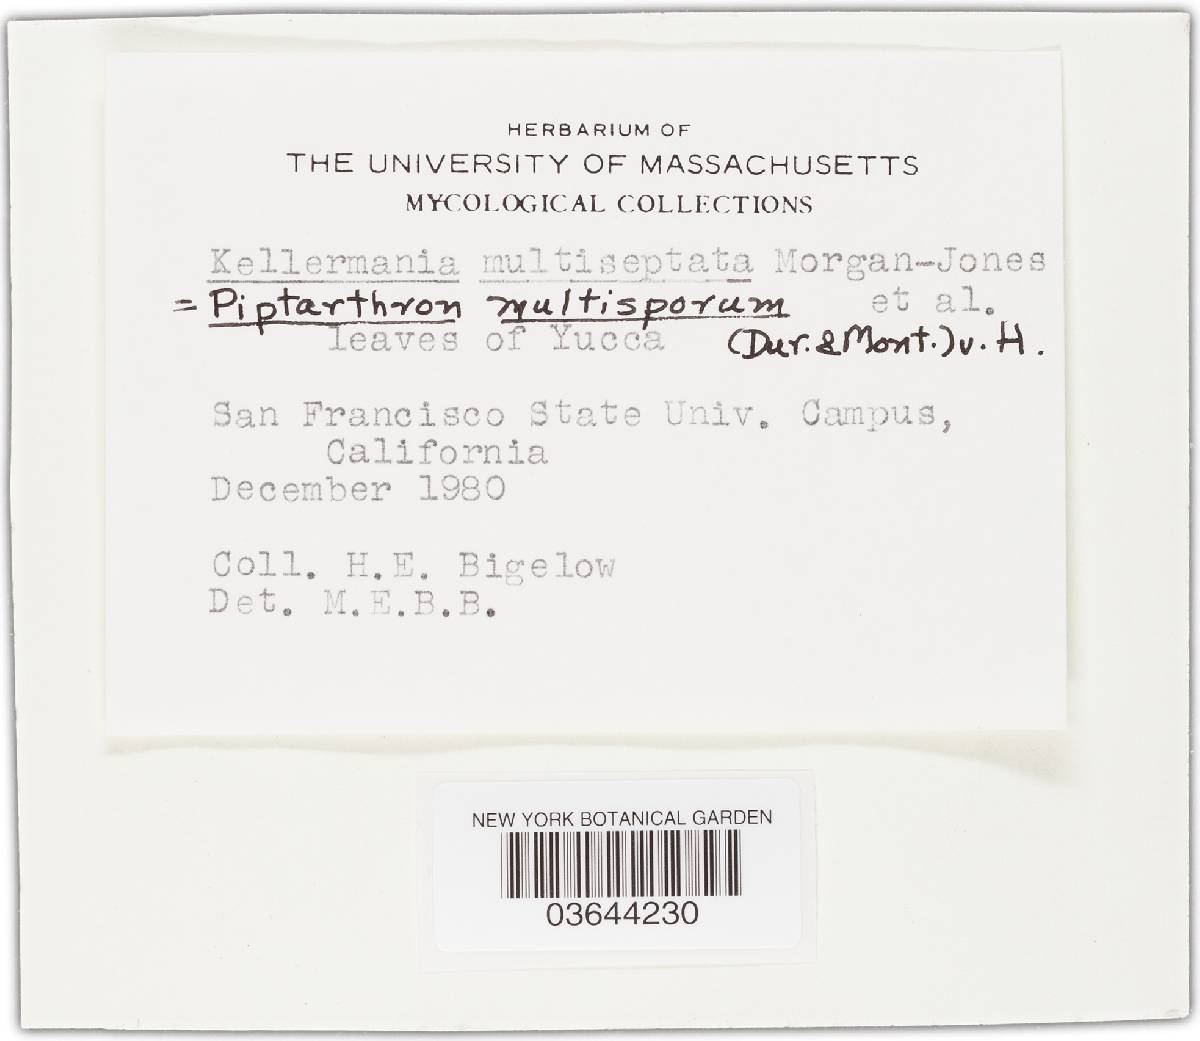 HERBARIUM OF
THE UNIVERSITY OF MASSACHUSETTS
MYCOLOGICAL COLLECTIONS
Kellermania multiseptata Morgan-Jones
et al.
= Piptarthron multisporum
(Dur. & Mont.) v. H.
leaves of Yucca
San Francisco State Univ. Campus,
California
December 1980
Coll. H.E. Bigelow
Det. M.E.B.B.
NEW YORK BOTANICAL GARDEN
03644230